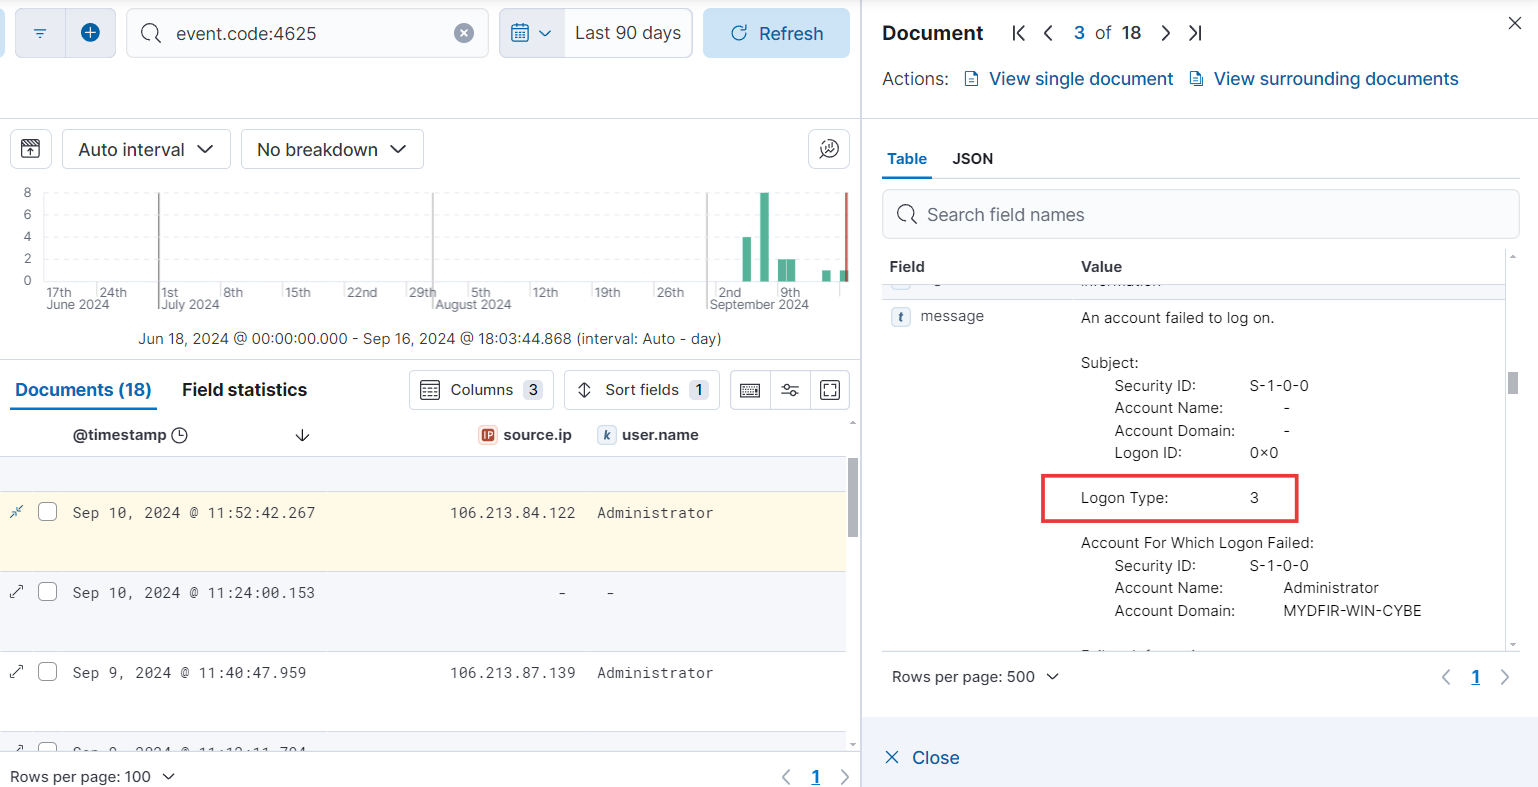 event.code:4625
Last 90 days
Refresh
Auto interval
No breakdown
8
6
4
2
0
17th 24th 1st 8th 15th 22nd 29th 5th 12th 19th 26th 2nd 9th
June 2024 July 2024 August 2024 September 2024
Jun 18, 2024 @ 00:00:00.000 - Sep 16, 2024 @ 18:03:44.868 (interval: Auto - day)
Documents (18) Field statistics Columns 3 Sort fields 1
@timestamp IP source.ip k user.name
Sep 10, 2024 @ 11:52:42.267 106.213.84.122 Administrator
Sep 10, 2024 @ 11:24:00.153 - -
Sep 9, 2024 @ 11:40:47.959 106.213.87.139 Administrator
Rows per page: 100 1
Document 3 of 18
Actions: View single document View surrounding documents
Table JSON
Search field names
Field Value
t message An account failed to log on.
Subject:
Security ID: S-1-0-0
Account Name: -
Account Domain: -
Logon ID: 0x0
Logon Type: 3
Account For Which Logon Failed:
Security ID: S-1-0-0
Account Name: Administrator
Account Domain: MYDFIR-WIN-CYBE
Rows per page: 500 1
Close